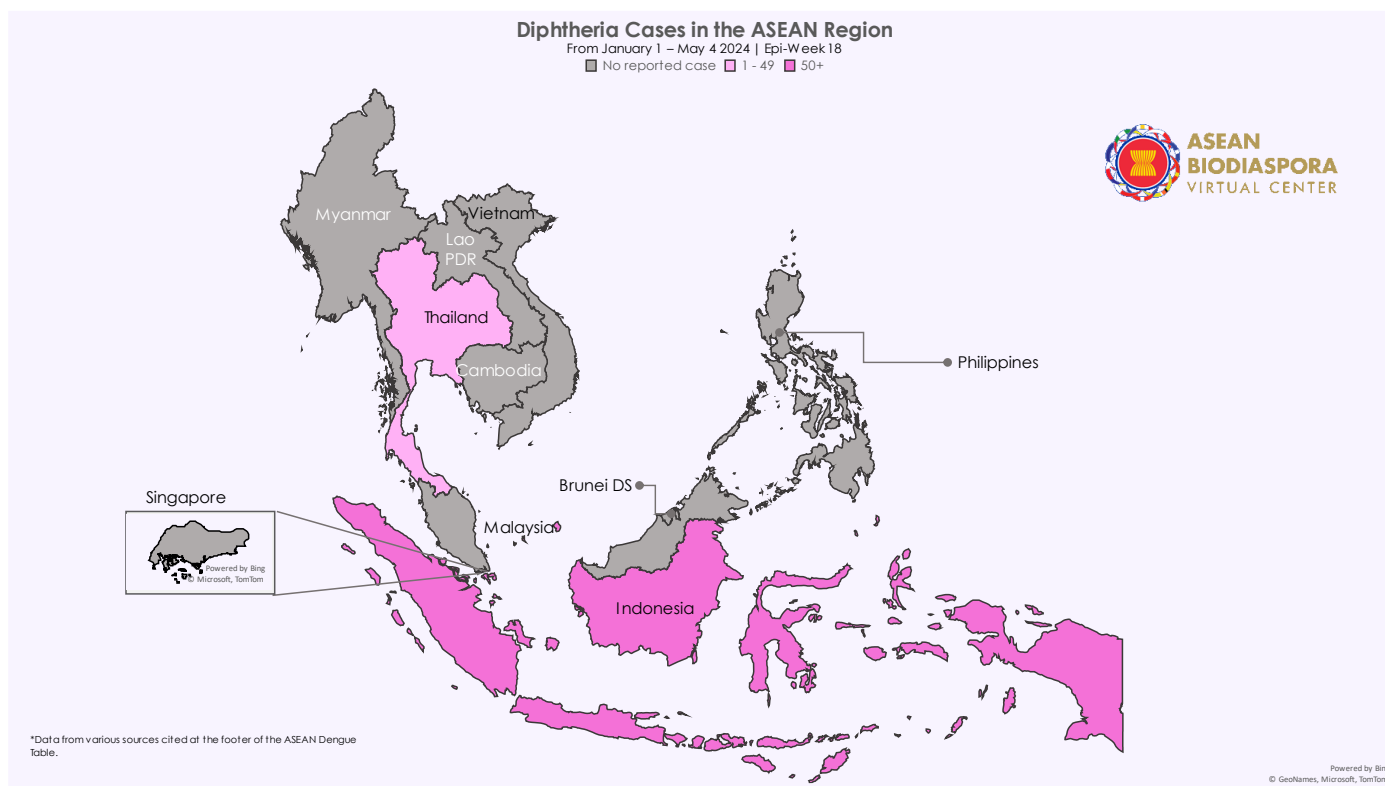 Diphtheria Cases in the ASEAN Region
From January 1 – May 4 2024 | Epi-Week 18
No reported case 1 - 49 50+
ASEAN
BIODIASPORA
VIRTUAL CENTER
Myanmar
Vietnam
Lao
PDR
Thailand
Philippines
Cambodia
Brunei DS
Singapore
Malaysia
Powered by Bing
© Microsoft, TomTom
Indonesia
*Data from various sources cited at the footer of the ASEAN Dengue
Table.
Powered by Bin
© GeoNames, Microsoft, TomTom